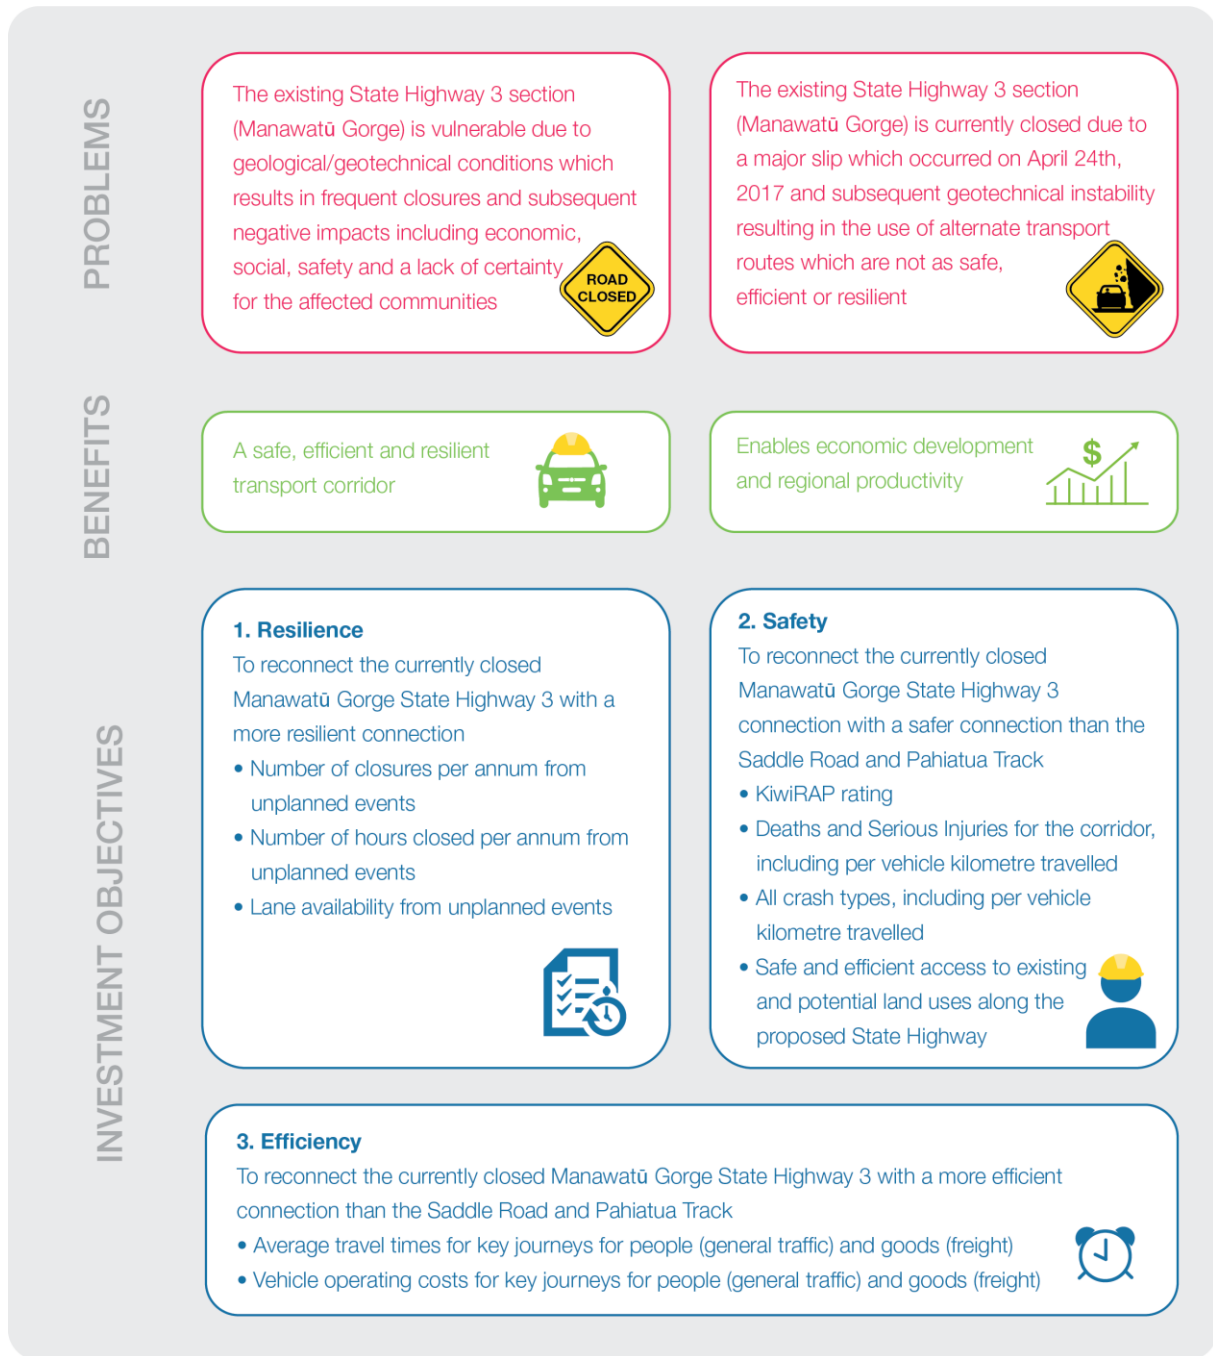 PROBLEMS
The existing State Highway 3 section
(Manawatū Gorge) is vulnerable due to
geological/geotechnical conditions which
results in frequent closures and subsequent
negative impacts including economic,
social, safety and a lack of certainty
for the affected communities
ROAD
CLOSED
The existing State Highway 3 section
(Manawatū Gorge) is currently closed due to
a major slip which occurred on April 24th,
2017 and subsequent geotechnical instability
resulting in the use of alternate transport
routes which are not as safe,
efficient or resilient
BENEFITS
A safe, efficient and resilient
transport corridor
Enables economic development
and regional productivity
$
INVESTMENT OBJECTIVES
1. Resilience
To reconnect the currently closed
Manawatū Gorge State Highway 3 with a
more resilient connection
• Number of closures per annum from
unplanned events
• Number of hours closed per annum from
unplanned events
• Lane availability from unplanned events
2. Safety
To reconnect the currently closed
Manawatū Gorge State Highway 3
connection with a safer connection than the
Saddle Road and Pahiatua Track
• KiwiRAP rating
• Deaths and Serious Injuries for the corridor,
including per vehicle kilometre travelled
• All crash types, including per vehicle
kilometre travelled
• Safe and efficient access to existing
and potential land uses along the
proposed State Highway
3. Efficiency
To reconnect the currently closed Manawatū Gorge State Highway 3 with a more efficient
connection than the Saddle Road and Pahiatua Track
• Average travel times for key journeys for people (general traffic) and goods (freight)
• Vehicle operating costs for key journeys for people (general traffic) and goods (freight)